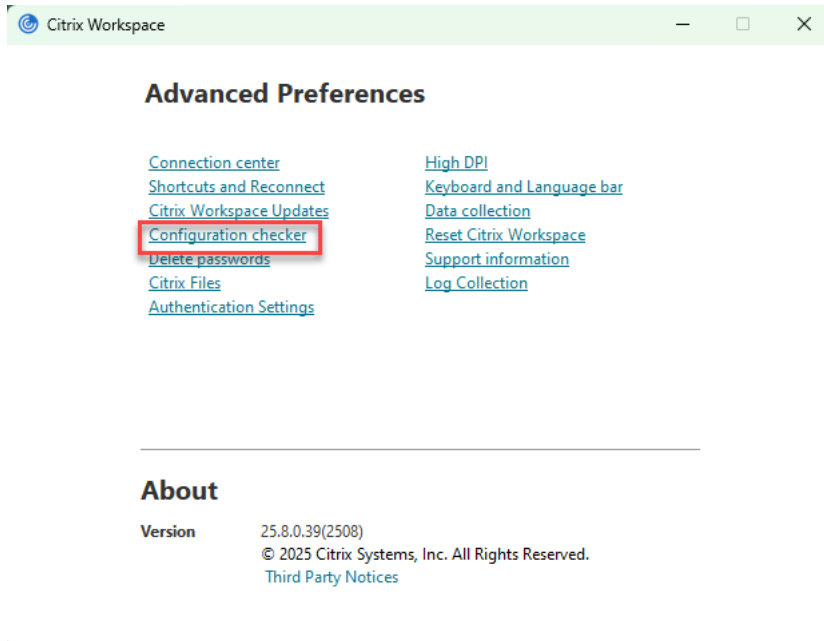 Citrix Workspace
Advanced Preferences
Connection center
Shortcuts and Reconnect
Citrix Workspace Updates
Configuration checker
Delete passwords
Citrix Files
Authentication Settings
High DPI
Keyboard and Language bar
Data collection
Reset Citrix Workspace
Support information
Log Collection
About
Version 25.8.0.39(2508)
© 2025 Citrix Systems, Inc. All Rights Reserved.
Third Party Notices